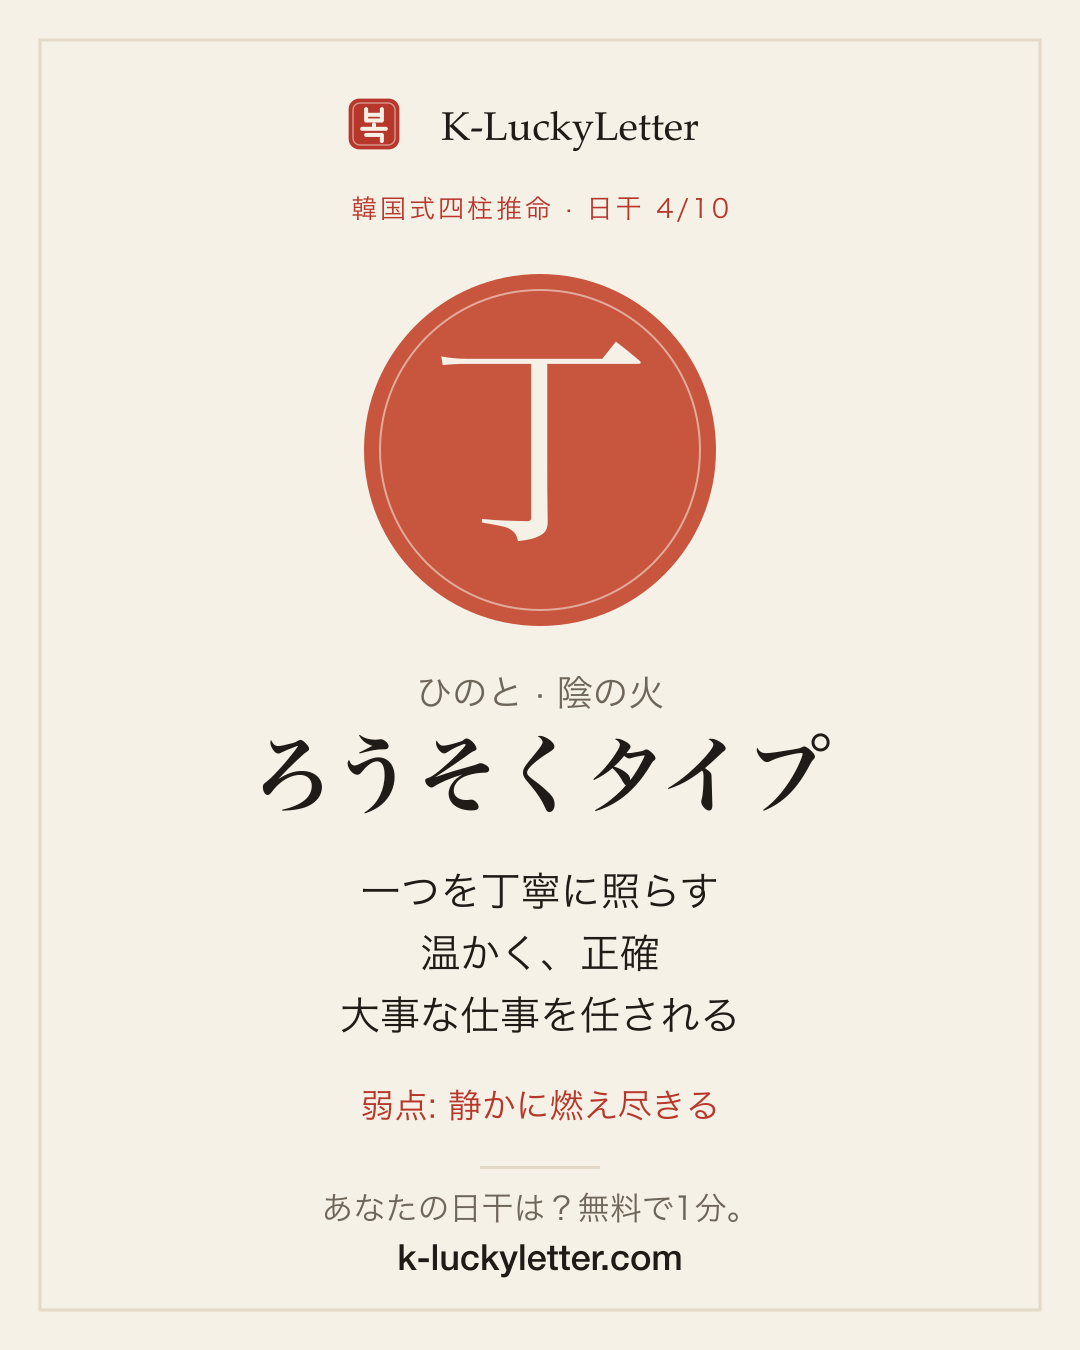 복 K-LuckyLetter
韓国式四柱推命 · 日干 4/10
丁
ひのと · 陰の火
ろうそくタイプ
一つを丁寧に照らす
温かく、正確
大事な仕事を任される
弱点: 静かに燃え尽きる
あなたの日干は？無料で1分。
k-luckyletter.com